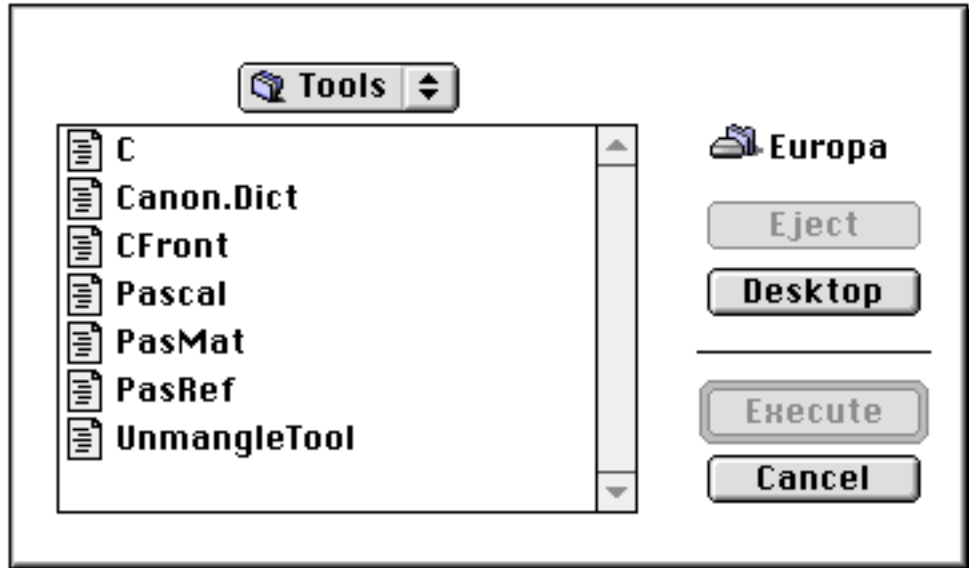 Tools
C
Canon.Dict
CFront
Pascal
PasMat
PasRef
UnmangleTool
Europa
Eject
Desktop
Execute
Cancel